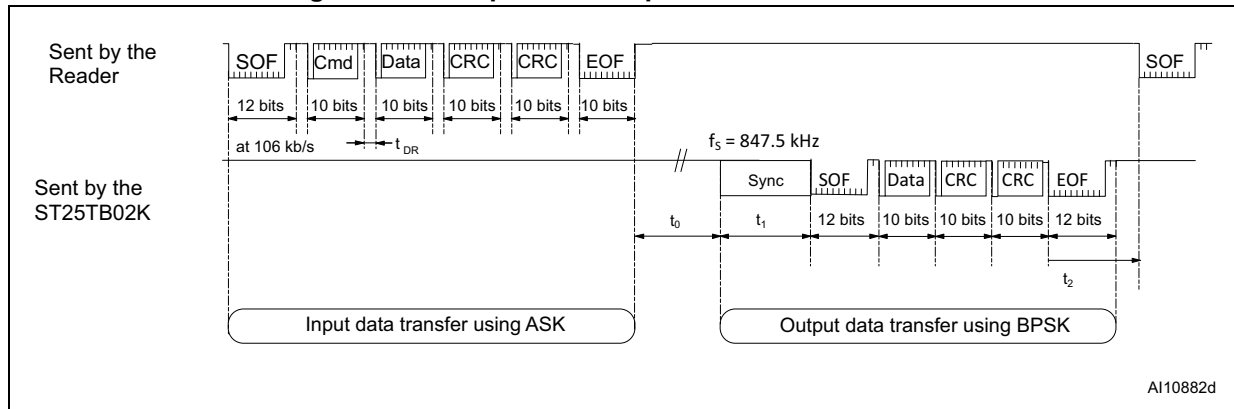 Sent by the
Reader
SOF Cmd Data CRC CRC EOF SOF
12 bits 10 bits 10 bits 10 bits 10 bits 10 bits
at 106 kb/s t DR
fS = 847.5 kHz
//
Sent by the
ST25TB02K
Sync SOF Data CRC CRC EOF
t0 t1 12 bits 10 bits 10 bits 10 bits 12 bits
t2
Input data transfer using ASK Output data transfer using BPSK
AI10882d